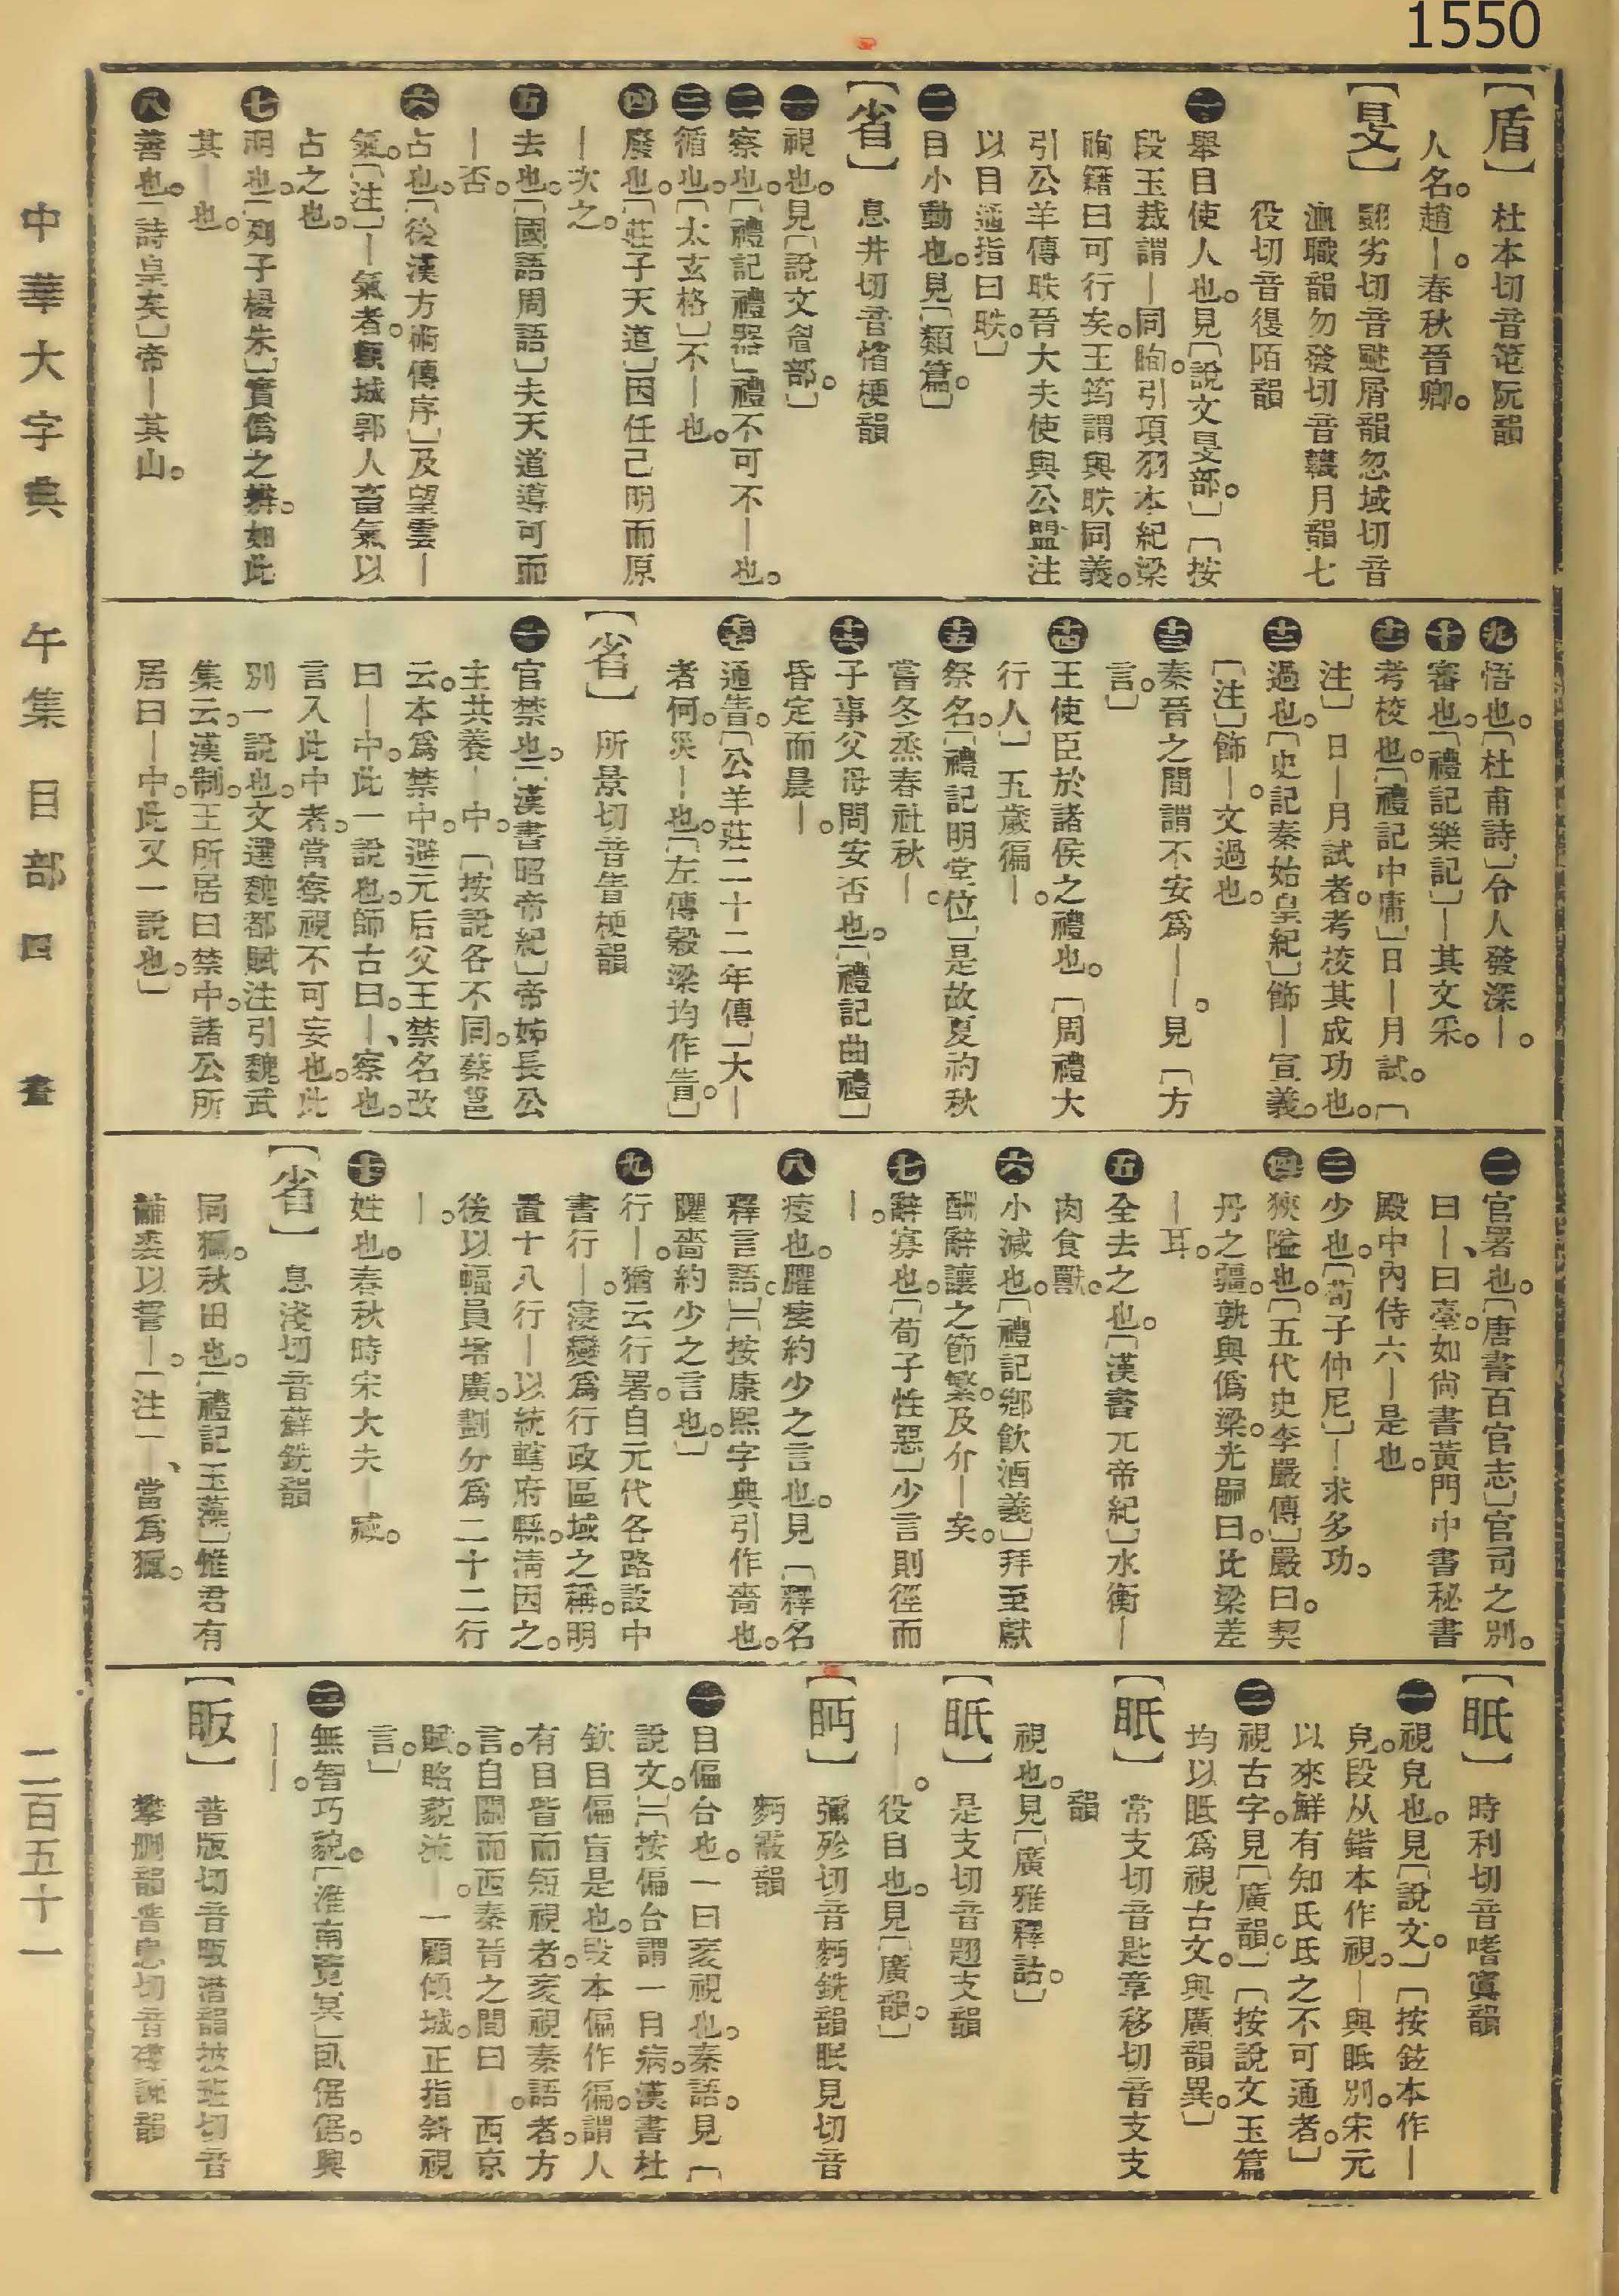 1550
【盾】杜本切音笹阮韻
人名。趙—。春秋晉卿。
【𥄎】䎀劣切音颰屑韻忽域切音
洫職韻勿發切音韈月韻七
役切音㣪陌韻
㊀舉目使人也。見〔說文𥄎部。〕〔按
段玉裁謂—同眴。引項羽本紀梁
眴籍曰可行矣。王筠謂與眣同義。
引公羊傳眣晉大夫使與公盟注
以目通指曰眣。〕
㊁目小動也。見〔類篇。〕
【省】息井切音惰梗韻
㊀視也。見〔說文眉部。〕
㊁察也。〔禮記禮器〕禮不可不—也。
㊂循也。〔太玄格〕不—也。
㊃廢也。〔莊子天道〕因任已明而原
—次之。
㊄去也。〔國語周語〕夫天道導可而
—否。
㊅占也。〔後漢方術傳序〕及望雲—
氣。〔注〕—氣者。覩城郭人畜氣以
占之也。
㊆明也。〔列子楊朱〕實僞之辨。如此
其—也。
㊇善也。〔詩皇矣〕帝—其山。
㊈悟也。〔杜甫詩〕令人發深—。
㊉審也。〔禮記樂記〕—其文采。
十一考校也。〔禮記中庸〕日—月試。〔
注〕日—月試者。考校其成功也。
十二過也。〔史記秦始皇紀〕飾—宣義。
〔注〕飾—。文過也。
十三秦晉之間謂不安爲——。見〔方
言。〕
十四王使臣於諸侯之禮也。〔周禮大
行人〕五歲徧—。
十五祭名。〔禮記明堂位〕是故夏礿秋
嘗冬烝春社秋—。
十六子事父母問安否也。〔禮記曲禮〕
昏定而晨—。
十七通眚。〔公羊莊二十二年傳〕大—
者何。災—也。〔左傳穀梁均作眚。〕
【省】所景切音眚梗韻
㊀官禁也。〔漢書昭帝紀〕帝姊長公
主共養—中。〔按說各不同。蔡邕
云。本爲禁中。避元后父王禁名改
曰—中。此一說也。師古曰。—、察也。
言入此中者。當察視不可妄也。此
別一說也。文選魏都賦注引魏武
集云。漢制。王所居曰禁中。諸公所
居曰—中。此又一說也。〕
㊁官署也。〔唐書百官志〕官司之別。
曰—、曰臺。如尙書黃門中書秘書
殿中內侍六—是也。
㊂少也。〔荀子仲尼〕—求多功。
㊃狹隘也。〔五代史李嚴傳〕嚴曰。契
丹之疆。孰與僞梁。光嗣曰。比梁差
—耳。
㊄全去之也。〔漢書元帝紀〕水衡—
肉食獸。
㊅小減也。〔禮記鄉飮酒義〕拜至獻
酬辭讓之節繁。及介—矣。
㊆辭寡也。〔荀子性惡〕少言則徑而
—。
㊇瘦也。臞瘦約少之言也。見〔釋名
釋言語〕〔按康熙字典引作嗇也。
臞嗇約少之言也。〕
㊈行—。猶云行署。自元代各路設中
書行—。寖變爲行政區域之稱。明
置十八行—以統轄府縣。淸因之。
後以幅員增廣。劃分爲二十二行
—。
㊉姓也。春秋時宋大夫—臧。
【省】息淺切音蘚銑韻
同獮。秋田也。〔禮記玉藻〕惟君有
黼裘以誓—。〔注〕—、當爲獮。
【眂】時利切音嗜寘韻
㊀視皃也。見〔說文。〕〔按鉉本作—
皃。段从鍇本作視。—與眡別。宋元
以來鮮有知氏氐之不可通者。〕
㊁視古字。見〔廣韻。〕〔按說文玉篇
均以眡爲視古文。與廣韻異。〕
【眂】常支切音匙章移切音支支
韻
視也。見〔廣雅釋詁。〕
【眂】是支切音題支韻
——。役目也。見〔廣韻。〕
【眄】彌殄切音麪銑韻眠見切音
麪霰韻
㊀目偏合也。一曰衺視也。秦語。見〔
說文。〕〔按偏合謂一目病。漢書杜
欽目偏盲是也。段本偏作徧。謂人
有目眥而短視者。衺視秦語者。方
言。自關而西秦晉之間曰—。西京
賦。昭藐流—。一顧傾城。正指斜視
言。〕
㊁無智巧貌。〔淮南覽冥〕臥倨倨。興
——。
【眅】普版切音昄潸韻披班切音
攀刪韻普患切音襻諫韻
中華大字典　午集　目部　四畫　二百五十一